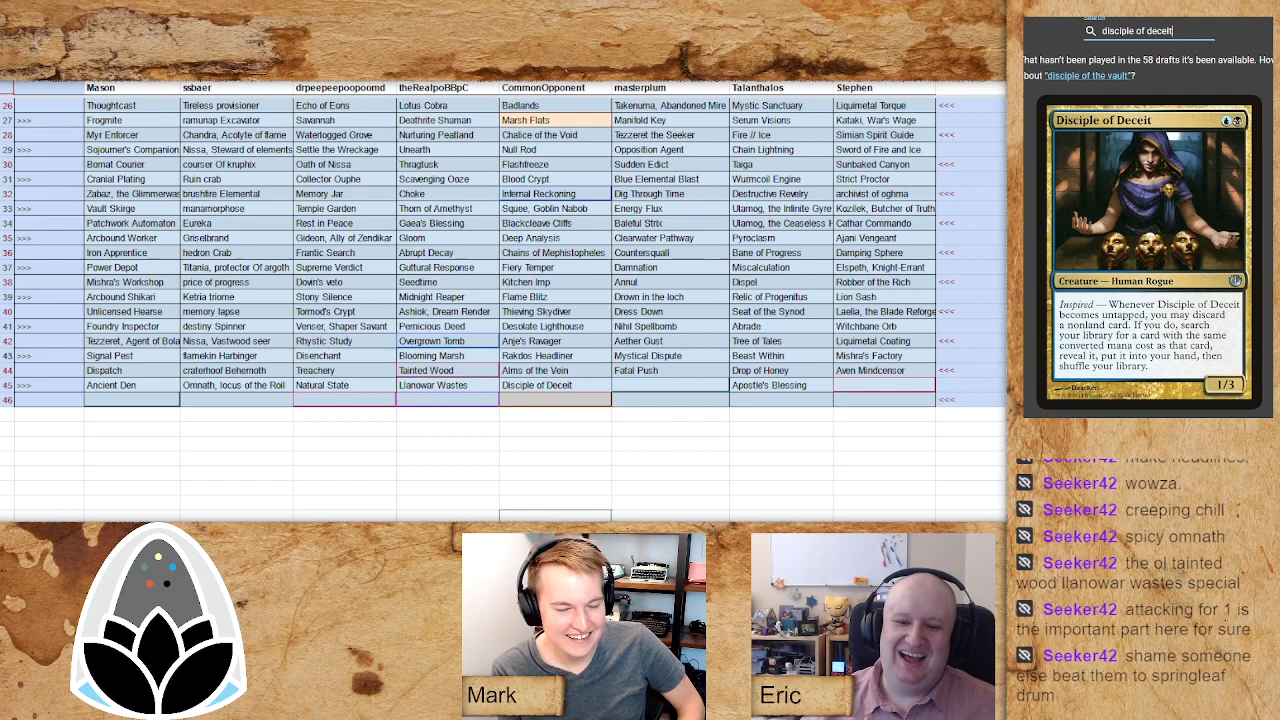 Mason ssbaer drpeepeepoopoomd theRealpoBBpC CommonOpponent masterplum Talanthalos Stephen
26 Thoughtcast Tireless provisioner Echo of Eons Lotus Cobra Badlands Takenuma, Abandoned Mire Mystic Sanctuary Liquimetal Torque <<<
27 >>> Frogmite ramunap Excavator Savannah Deathrite Shaman Marsh Flats Manifold Key Serum Visions Kataki, War's Wage
28 Myr Enforcer Chandra, Acolyte of flame Waterlogged Grove Nurturing Peatland Chalice of the Void Tezzeret the Seeker Fire // Ice Simian Spirit Guide <<<
29 >>> Sojourner's Companion Nissa, Steward of elements Settle the Wreckage Unearth Null Rod Opposition Agent Chain Lightning Sword of Fire and Ice
30 Bomat Courier courser Of kruphix Oath of Nissa Thragtusk Flashfreeze Sudden Edict Taiga Sunbaked Canyon <<<
31 >>> Cranial Plating Ruin crab Collector Ouphe Scavenging Ooze Blood Crypt Blue Elemental Blast Wurmcoil Engine Strict Proctor
32 Zabaz, the Glimmerwas brushfire Elemental Memory Jar Choke Infernal Reckoning Dig Through Time Destructive Revelry archivist of oghma <<<
33 >>> Vault Skirge manamorphose Temple Garden Thorn of Amethyst Squee, Goblin Nabob Energy Flux Ulamog, the Infinite Gyre Kozilek, Butcher of Truth
34 Patchwork Automaton Eureka Rest in Peace Gaea's Blessing Blackcleave Cliffs Baleful Strix Ulamog, the Ceaseless H Cathar Commando <<<
35 >>> Arcbound Worker Griselbrand Gideon, Ally of Zendikar Gloom Deep Analysis Clearwater Pathway Pyroclasm Ajani Vengeant
36 Iron Apprentice hedron Crab Frantic Search Abrupt Decay Chains of Mephistopheles Countersquall Bane of Progress Damping Sphere <<<
37 >>> Power Depot Titania, protector Of argoth Supreme Verdict Guttural Response Fiery Temper Damnation Miscalculation Elspeth, Knight-Errant
38 Mishra's Workshop price of progress Dovin's veto Seedtime Kitchen Imp Annul Dispel Robber of the Rich <<<
39 >>> Arcbound Shikari Ketria triome Stony Silence Midnight Reaper Flame Blitz Drown in the loch Relic of Progenitus Lion Sash
40 Unlicensed Hearse memory lapse Tormod's Crypt Ashiok, Dream Render Thieving Skydiver Dress Down Seat of the Synod Laelia, the Blade Reforge <<<
41 >>> Foundry Inspector destiny Spinner Venser, Shaper Savant Pernicious Deed Desolate Lighthouse Nihil Spellbomb Abrade Witchbane Orb
42 Tezzeret, Agent of Bola Nissa, Vastwood seer Rhystic Study Overgrown Tomb Anje's Ravager Aether Gust Tree of Tales Liquimetal Coating <<<
43 >>> Signal Pest flamekin Harbinger Disenchant Blooming Marsh Rakdos Headliner Mystical Dispute Beast Within Mishra's Factory
44 Dispatch craterhoof Behemoth Treachery Tainted Wood Alms of the Vein Fatal Push Drop of Honey Aven Mindcensor <<<
45 >>> Ancient Den Omnath, locus of the Roil Natural State Llanowar Wastes Disciple of Deceit Apostle's Blessing
46 <<<
Search
disciple of deceit
hat hasn't been played in the 58 drafts it's been available. How
bout "disciple of the vault"?
Disciple of Deceit
Creature — Human Rogue
Inspired — Whenever Disciple of Deceit
becomes untapped, you may discard
a nonland card. If you do, search
your library for a card with the same
converted mana cost as that card,
reveal it, put it into your hand, then
shuffle your library.
1/3
Daarken
Seeker42 make headlines.
Seeker42 wowza.
Seeker42 creeping chill
Seeker42 spicy omnath
Seeker42 the ol tainted
wood llanowar wastes special
Seeker42 attacking for 1 is
the important part here for sure
Seeker42 shame someone
else beat them to springleaf
drum
Mark
Eric